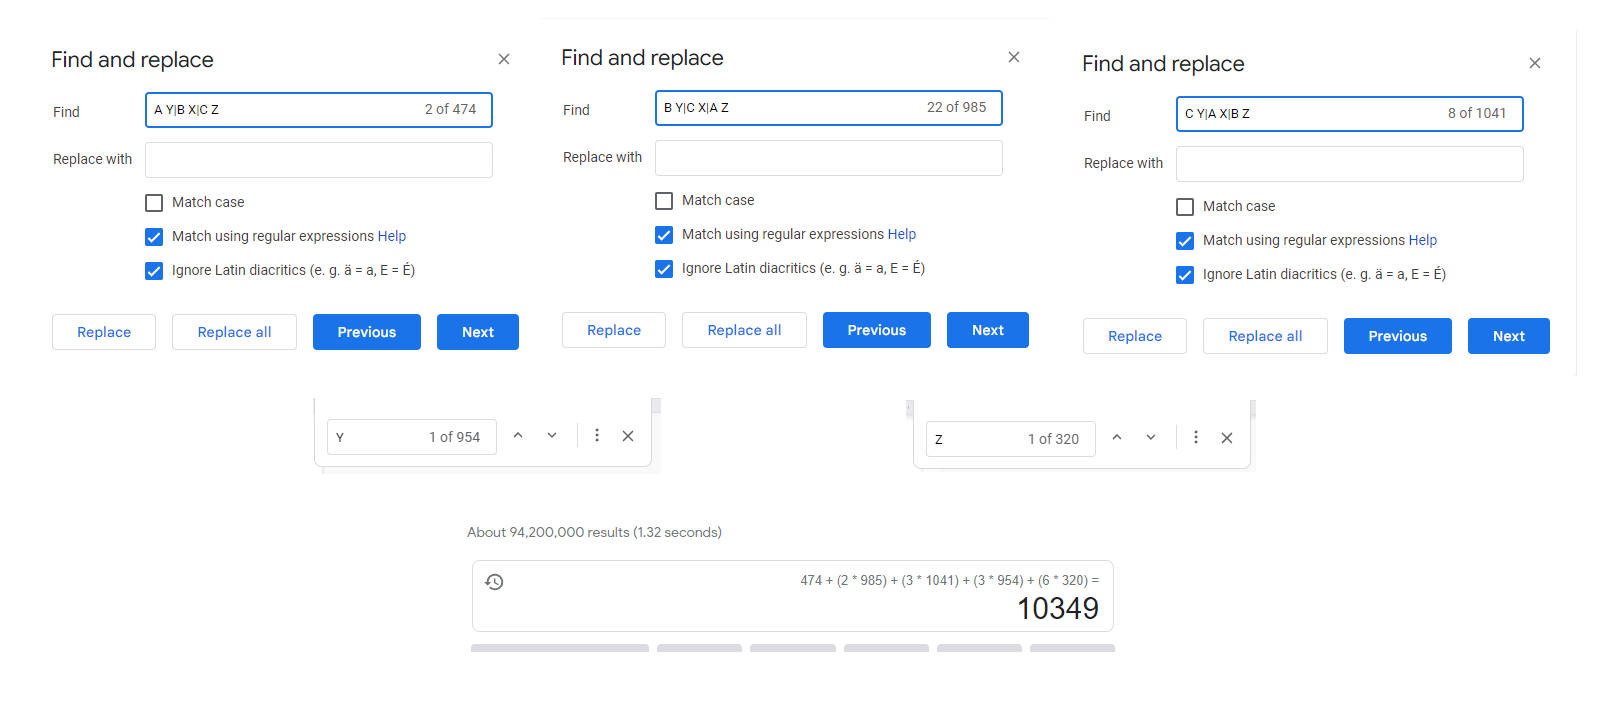 Find and replace
Find
A Y|B X|C Z
2 of 474
Replace with
Match case
Match using regular expressions Help
Ignore Latin diacritics (e. g. ä = a, E = É)
Replace
Replace all
Previous
Next
Find and replace
Find
B Y|C X|A Z
22 of 985
Replace with
Match case
Match using regular expressions Help
Ignore Latin diacritics (e. g. ä = a, E = É)
Replace
Replace all
Previous
Next
Find and replace
Find
C Y|A X|B Z
8 of 1041
Replace with
Match case
Match using regular expressions Help
Ignore Latin diacritics (e. g. ä = a, E = É)
Replace
Replace all
Previous
Next
Y
1 of 954
Z
1 of 320
About 94,200,000 results (1.32 seconds)
474 + (2 * 985) + (3 * 1041) + (3 * 954) + (6 * 320) =
10349